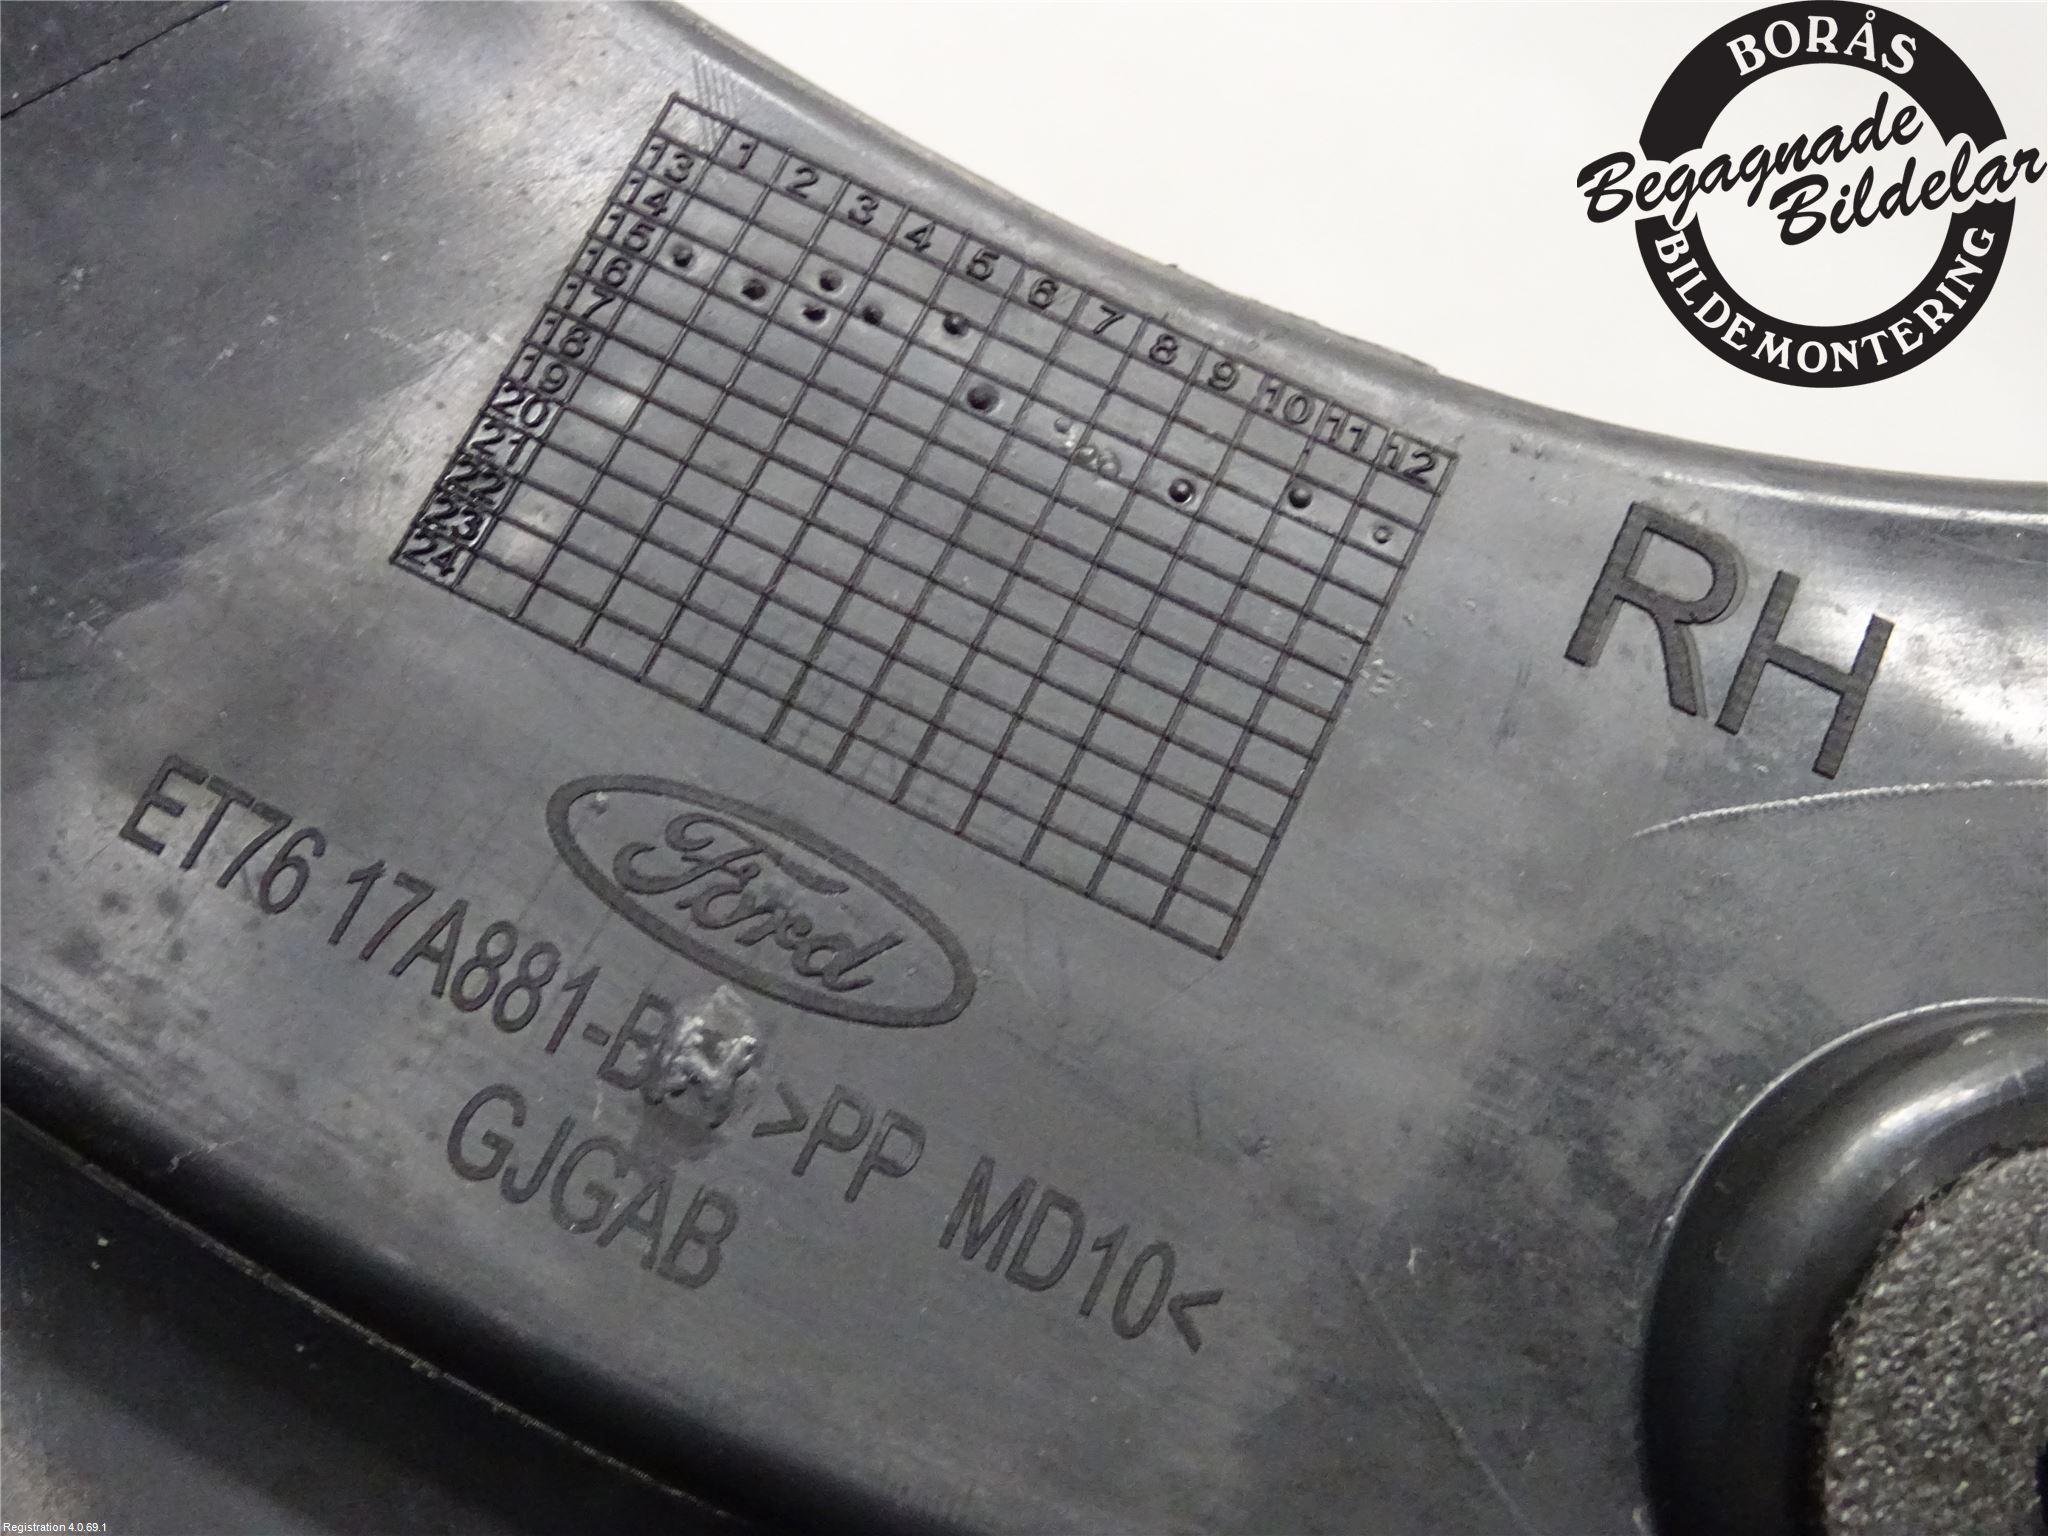 BORÅS
Begagnade
Bildelar
BILDEMONTERING
1 2 3 4 5 6 7 8 9 10 11 12
13
14
15
16
17
18
19
20
21
22
23
24
RH
Ford
ET76 17A881- >PP MD10<
GJGAB
Registration 4.0.69.1